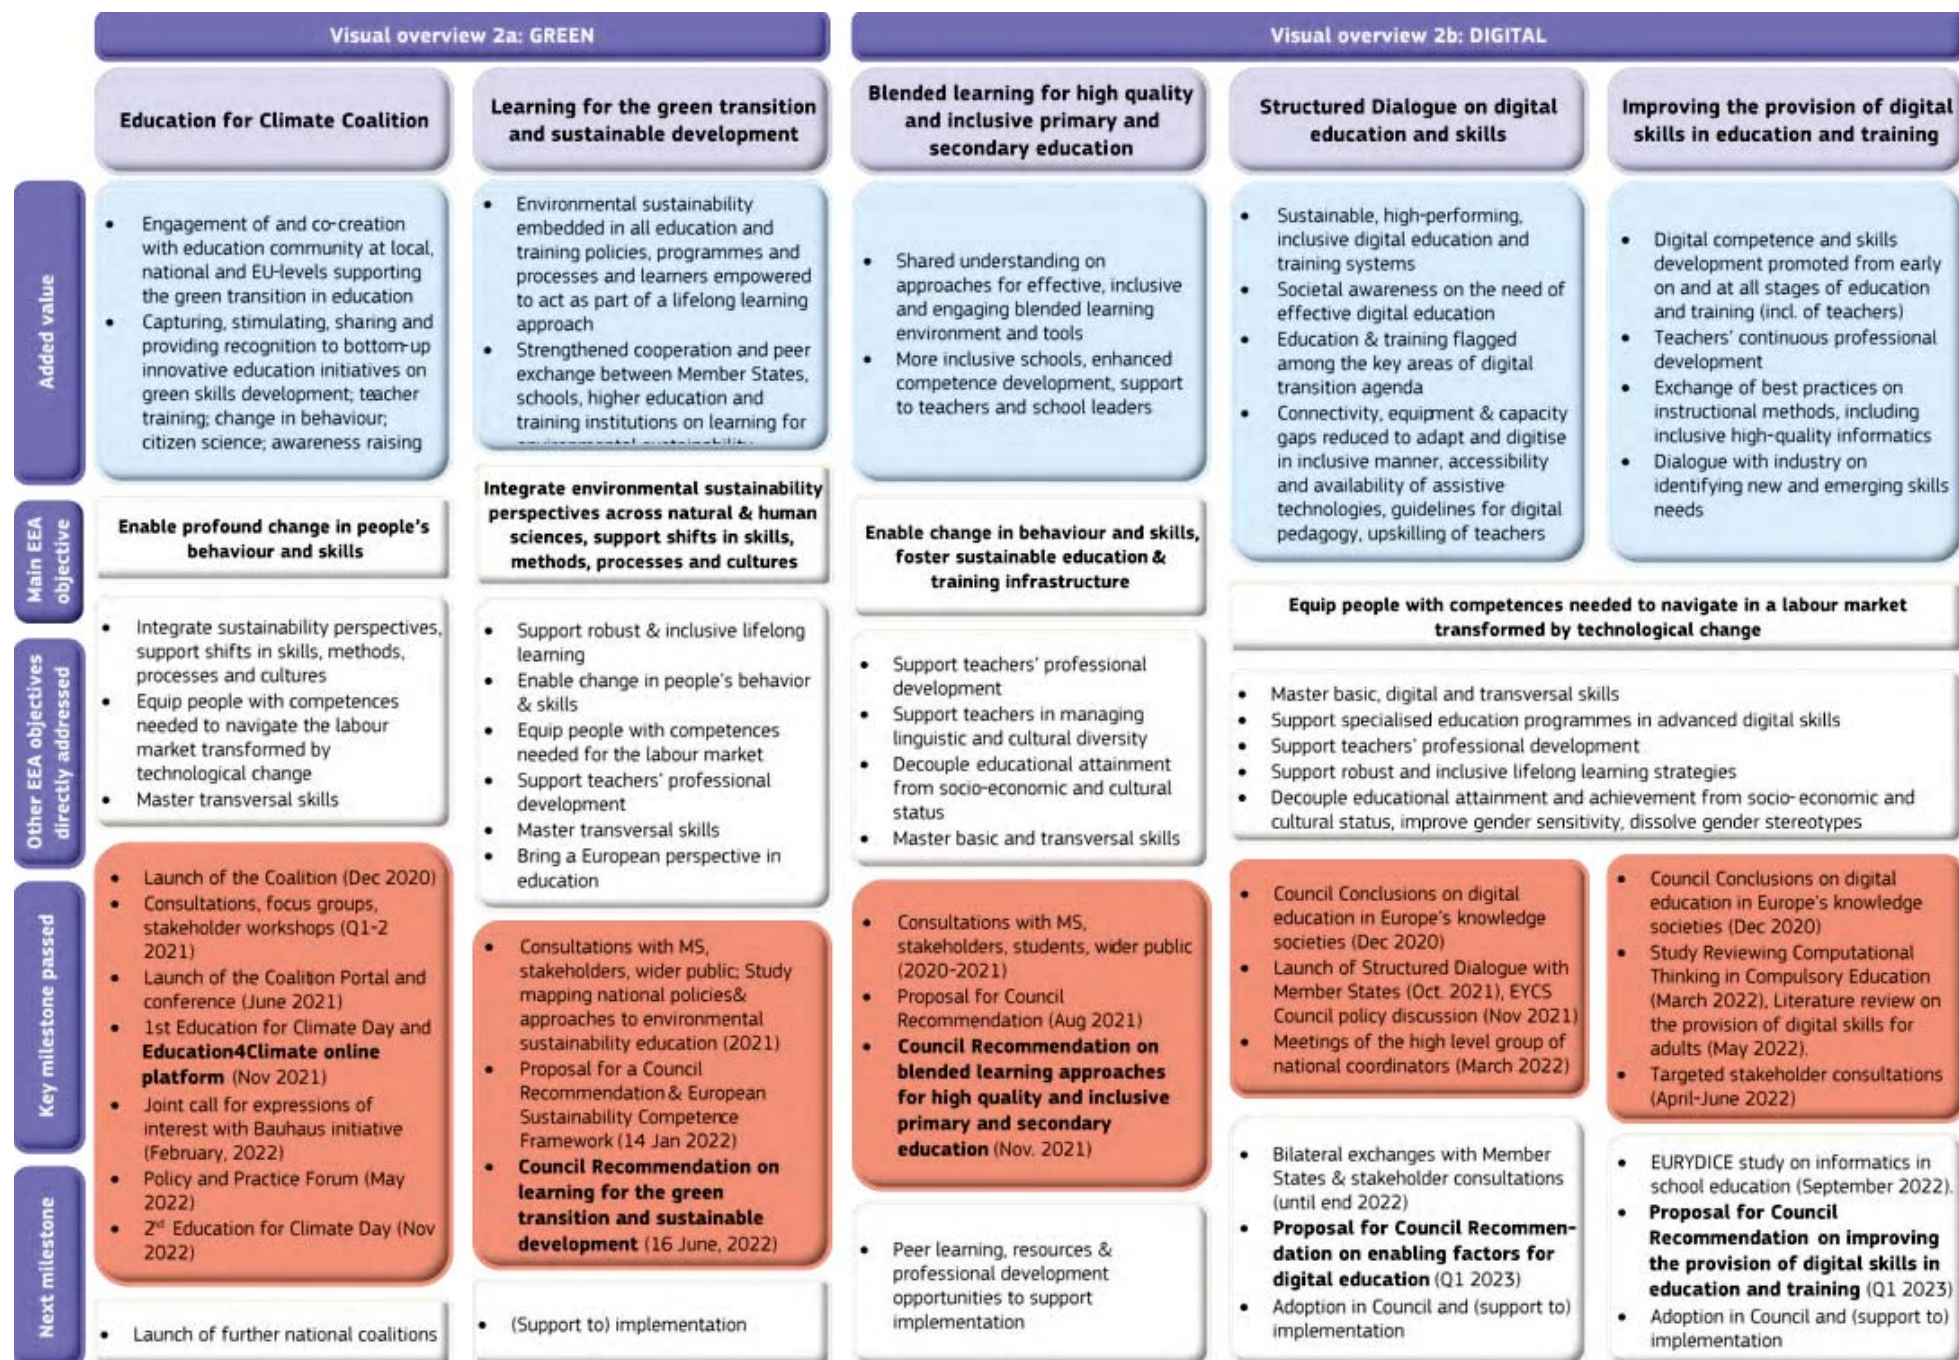 Visual overview 2a: GREEN
Visual overview 2b: DIGITAL
Education for Climate Coalition
Learning for the green transition
and sustainable development
Blended learning for high quality
and inclusive primary and
secondary education
Structured Dialogue on digital
education and skills
Improving the provision of digital
skills in education and training
Added value
• Engagement of and co-creation
with education community at local,
national and EU-levels supporting
the green transition in education
• Capturing, stimulating, sharing and
providing recognition to bottom-up
innovative education initiatives on
green skills development; teacher
training; change in behaviour;
citizen science; awareness raising
• Environmental sustainability
embedded in all education and
training policies, programmes and
processes and learners empowered
to act as part of a lifelong learning
approach
• Strengthened cooperation and peer
exchange between Member States,
schools, higher education and
training institutions on learning for
• Shared understanding on
approaches for effective, inclusive
and engaging blended learning
environment and tools
• More inclusive schools, enhanced
competence development, support
to teachers and school leaders
• Sustainable, high-performing,
inclusive digital education and
training systems
• Societal awareness on the need of
effective digital education
• Education & training flagged
among the key areas of digital
transition agenda
• Connectivity, equipment & capacity
gaps reduced to adapt and digitise
in inclusive manner, accessibility
and availability of assistive
technologies, guidelines for digital
pedagogy, upskilling of teachers
• Digital competence and skills
development promoted from early
on and at all stages of education
and training (incl. of teachers)
• Teachers' continuous professional
development
• Exchange of best practices on
instructional methods, including
inclusive high-quality informatics
• Dialogue with industry on
identifying new and emerging skills
needs
Main EEA
objective
Enable profound change in people's
behaviour and skills
Integrate environmental sustainability
perspectives across natural & human
sciences, support shifts in skills,
methods, processes and cultures
Enable change in behaviour and skills,
foster sustainable education &
training infrastructure
Equip people with competences needed to navigate in a labour market
transformed by technological change
Other EEA objectives
directly addressed
• Integrate sustainability perspectives,
support shifts in skills, methods,
processes and cultures
• Equip people with competences
needed to navigate the labour
market transformed by
technological change
• Master transversal skills
• Support robust & inclusive lifelong
learning
• Enable change in people's behavior
& skills
• Equip people with competences
needed for the labour market
• Support teachers' professional
development
• Master transversal skills
• Bring a European perspective in
education
• Support teachers' professional
development
• Support teachers in managing
linguistic and cultural diversity
• Decouple educational attainment
from socio-economic and cultural
status
• Master basic and transversal skills
• Master basic, digital and transversal skills
• Support specialised education programmes in advanced digital skills
• Support teachers' professional development
• Support robust and inclusive lifelong learning strategies
• Decouple educational attainment and achievement from socio-economic and
cultural status, improve gender sensitivity, dissolve gender stereotypes
Key milestone passed
• Launch of the Coalition (Dec 2020)
• Consultations, focus groups,
stakeholder workshops (Q1-2
2021)
• Launch of the Coalition Portal and
conference (June 2021)
• 1st Education for Climate Day and
Education4Climate online
platform (Nov 2021)
• Joint call for expressions of
interest with Bauhaus initiative
(February, 2022)
• Policy and Practice Forum (May
2022)
• 2nd Education for Climate Day (Nov
2022)
• Consultations with MS,
stakeholders, wider public; Study
mapping national policies&
approaches to environmental
sustainability education (2021)
• Proposal for a Council
Recommendation & European
Sustainability Competence
Framework (14 Jan 2022)
• Council Recommendation on
learning for the green
transition and sustainable
development (16 June, 2022)
• Consultations with MS,
stakeholders, students, wider public
(2020-2021)
• Proposal for Council
Recommendation (Aug 2021)
• Council Recommendation on
blended learning approaches
for high quality and inclusive
primary and secondary
education (Nov. 2021)
• Council Conclusions on digital
education in Europe's knowledge
societies (Dec 2020)
• Launch of Structured Dialogue with
Member States (Oct. 2021), EYCS
Council policy discussion (Nov 2021)
• Meetings of the high level group of
national coordinators (March 2022)
• Council Conclusions on digital
education in Europe's knowledge
societies (Dec 2020)
• Study Reviewing Computational
Thinking in Compulsory Education
(March 2022), Literature review on
the provision of digital skills for
adults (May 2022).
• Targeted stakeholder consultations
(April-June 2022)
Next milestone
• Launch of further national coalitions
• (Support to) implementation
• Peer learning, resources &
professional development
opportunities to support
implementation
• Bilateral exchanges with Member
States & stakeholder consultations
(until end 2022)
• Proposal for Council Recommen-
dation on enabling factors for
digital education (Q1 2023)
• Adoption in Council and (support to)
implementation
• EURYDICE study on informatics in
school education (September 2022).
• Proposal for Council
Recommendation on improving
the provision of digital skills in
education and training (Q1 2023)
• Adoption in Council and (support to)
implementation